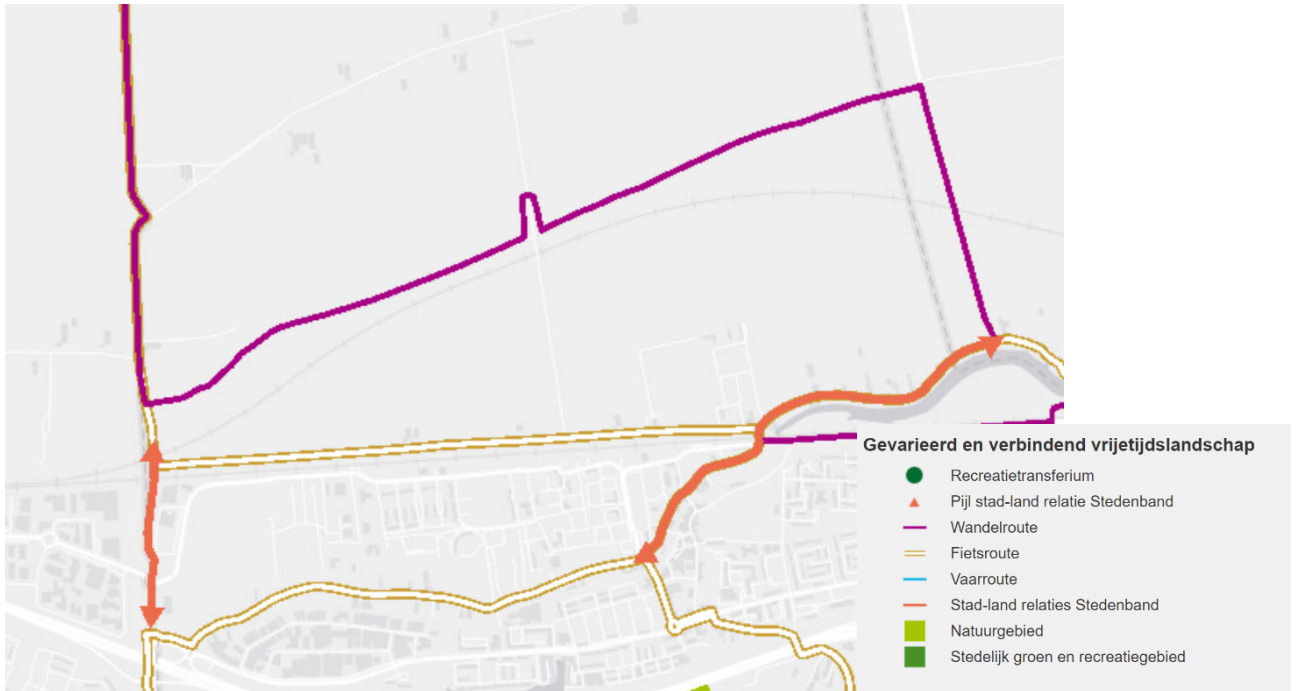 Gevarieerd en verbindend vrijetijdslandschap
Recreatietransferium
Pijl stad-land relatie Stedenband
Wandelroute
Fietsroute
Vaarroute
Stad-land relaties Stedenband
Natuurgebied
Stedelijk groen en recreatiegebied